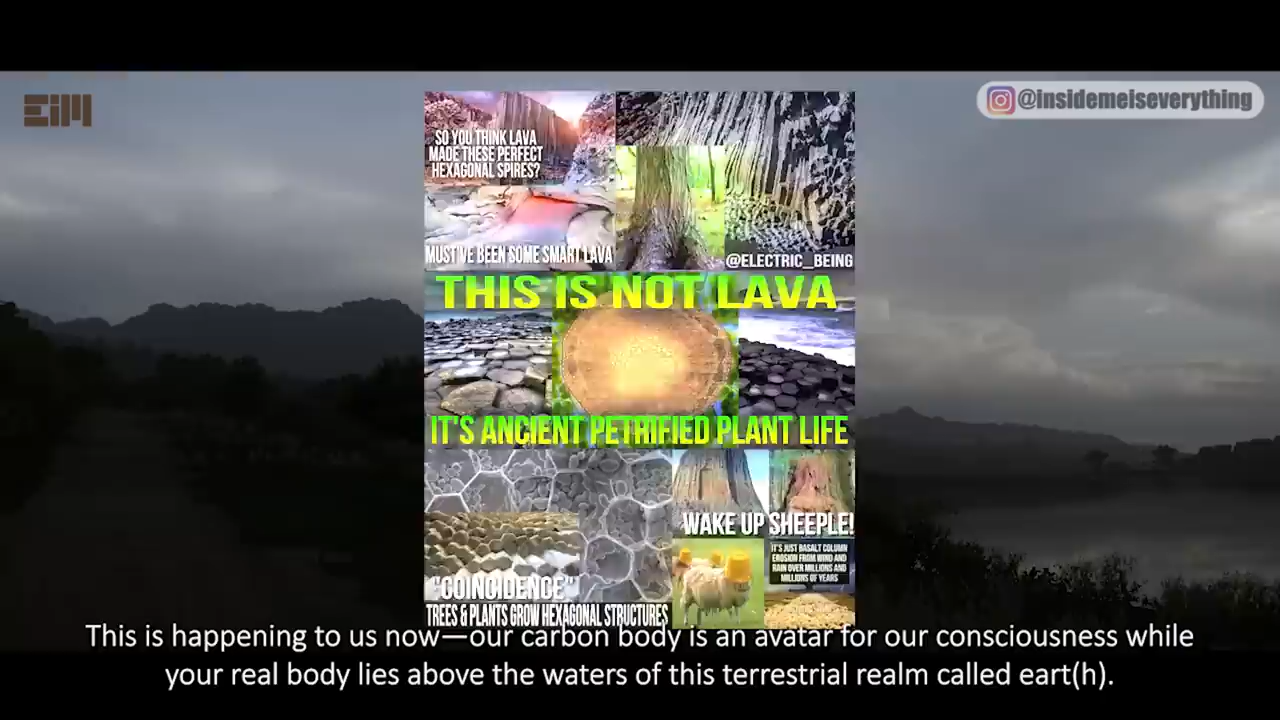 EiM
@insidemeiseverything
SO YOU THINK LAVA
MADE THESE PERFECT
HEXAGONAL SPIRES?
MUST'VE BEEN SOME SMART LAVA
@ELECTRIC_BEING
THIS IS NOT LAVA
IT'S ANCIENT PETRIFIED PLANT LIFE
WAKE UP SHEEPLE!
IT'S JUST BASALT COLUMN
EROSION FROM WIND AND
RAIN OVER MILLIONS AND
MILLIONS OF YEARS
"COINCIDENCE"
TREES & PLANTS GROW HEXAGONAL STRUCTURES
This is happening to us now—our carbon body is an avatar for our consciousness while
your real body lies above the waters of this terrestrial realm called eart(h).